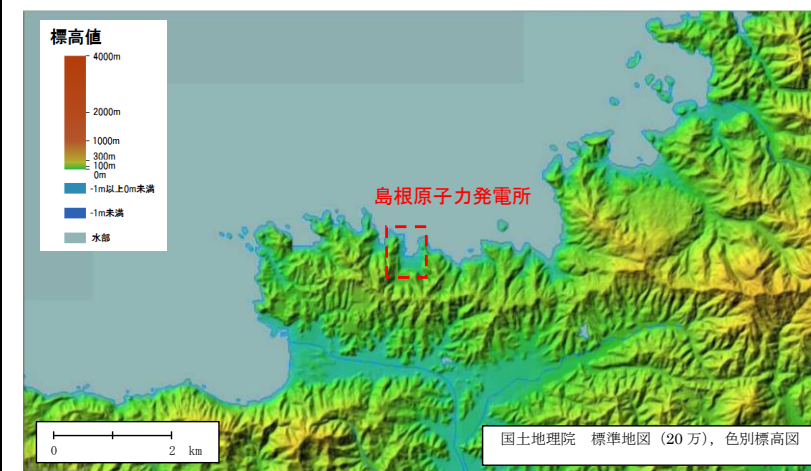 標高値
4000m
2000m
1000m
300m
100m
0m
-1m以上0m未満
-1m未満
水部
島根原子力発電所
0 2 km
国土地理院 標準地図（20 万），色別標高図